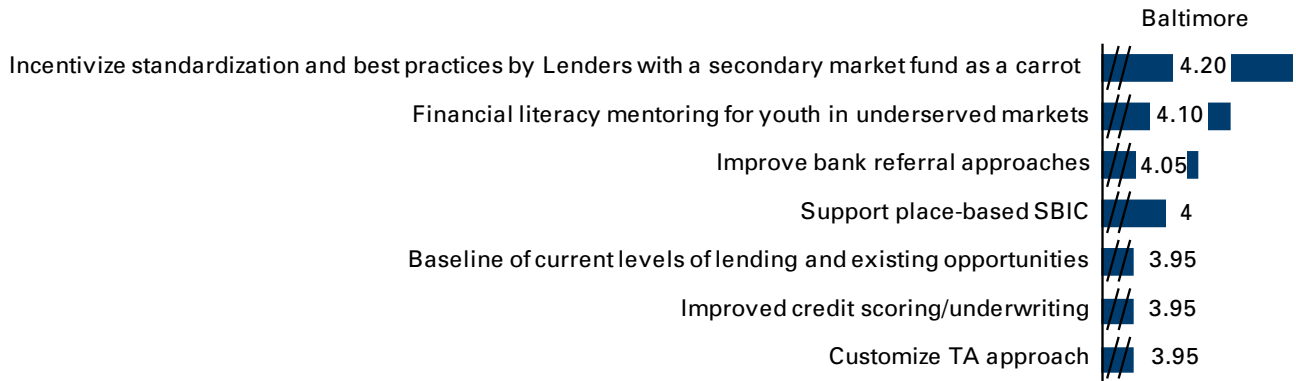 Baltimore
Incentivize standardization and best practices by Lenders with a secondary market fund as a carrot 4.20
Financial literacy mentoring for youth in underserved markets 4.10
Improve bank referral approaches 4.05
Support place-based SBIC 4
Baseline of current levels of lending and existing opportunities 3.95
Improved credit scoring/underwriting 3.95
Customize TA approach 3.95